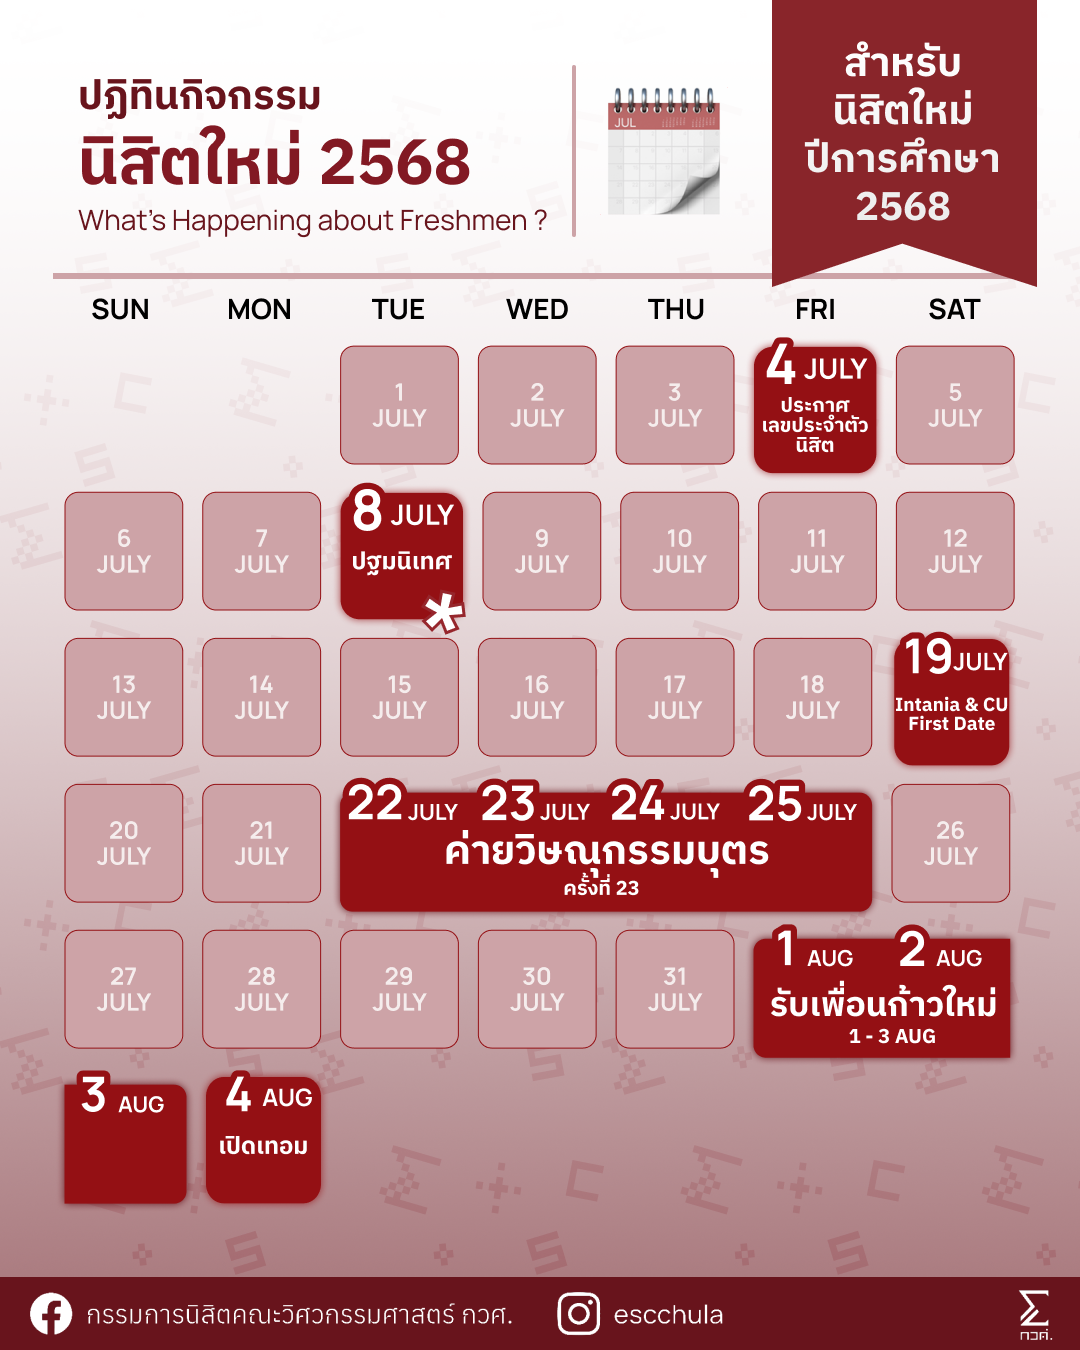 ปฏิทินกิจกรรม
นิสิตใหม่ 2568
What's Happening about Freshmen ?
JUL
สำหรับ
นิสิตใหม่
ปีการศึกษา
2568
SUN MON TUE WED THU FRI SAT
1 JULY
2 JULY
3 JULY
4 JULY
ประกาศ
เลขประจำตัว
นิสิต
5 JULY
6 JULY
7 JULY
8 JULY
ปฐมนิเทศ
*
9 JULY
10 JULY
11 JULY
12 JULY
13 JULY
14 JULY
15 JULY
16 JULY
17 JULY
18 JULY
19 JULY
Intania & CU
First Date
20 JULY
21 JULY
22 JULY 23 JULY 24 JULY 25 JULY
ค่ายวิษณุกรรมบุตร
ครั้งที่ 23
26 JULY
27 JULY
28 JULY
29 JULY
30 JULY
31 JULY
1 AUG 2 AUG
รับเพื่อนก้าวใหม่
1 - 3 AUG
3 AUG
4 AUG
เปิดเทอม
กรรมการนิสิตคณะวิศวกรรมศาสตร์ กวศ.
escchula
กวศ.